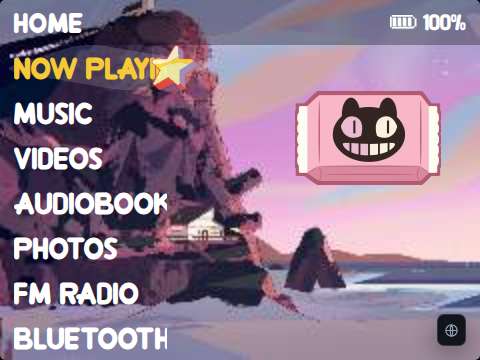 HOME
100%
NOW PLAYI
MUSIC
VIDEOS
AUDIOBOOK
PHOTOS
FM RADIO
BLUETOOTH